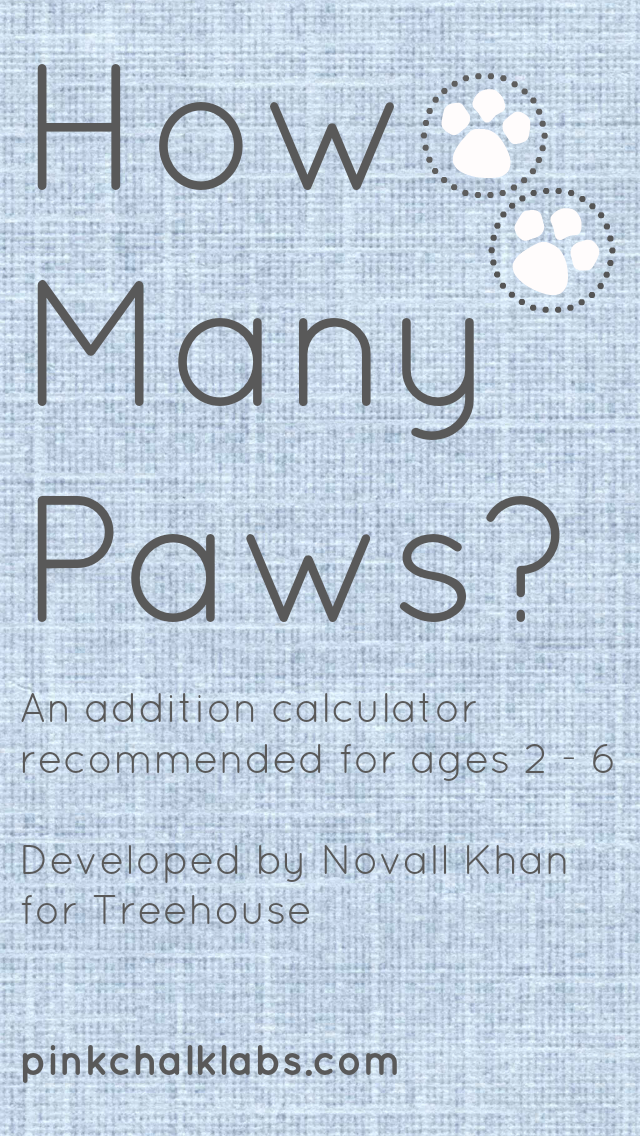 How
Many
Paws?
An addition calculator
recommended for ages 2 - 6
Developed by Novall Khan
for Treehouse
pinkchalklabs.com